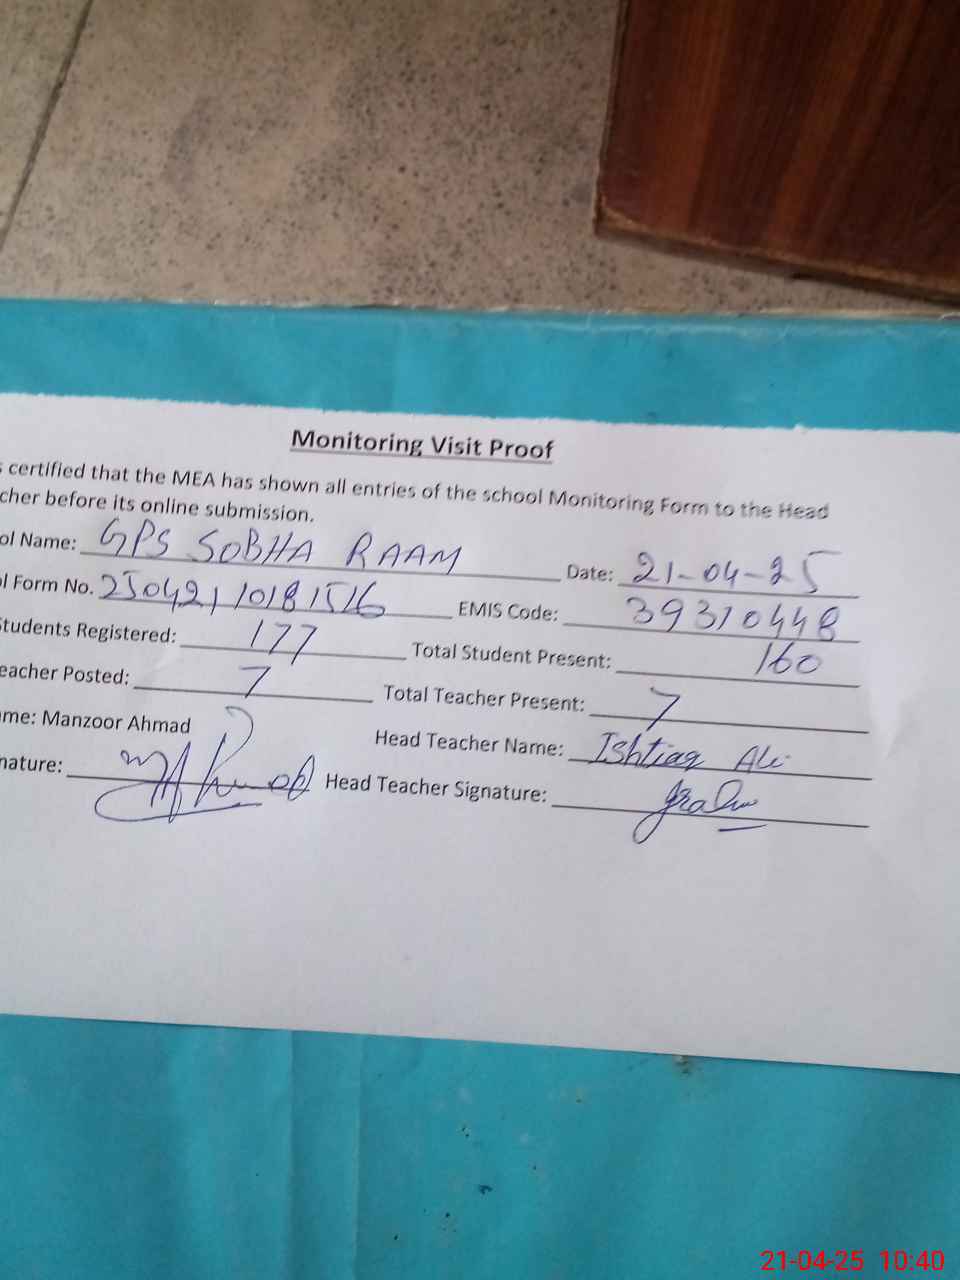 Monitoring Visit Proof
s certified that the MEA has shown all entries of the school Monitoring Form to the Head
cher before its online submission.
ol Name: GPS SOBHA RAAM Date: 21-04-25
l Form No. 25042110181516 EMIS Code: 39310448
Students Registered: 177 Total Student Present: 160
eacher Posted: 7 Total Teacher Present: 7
ame: Manzoor Ahmad Head Teacher Name: Ishtiaq Ali
nature: Head Teacher Signature:
21-04-25 10:40